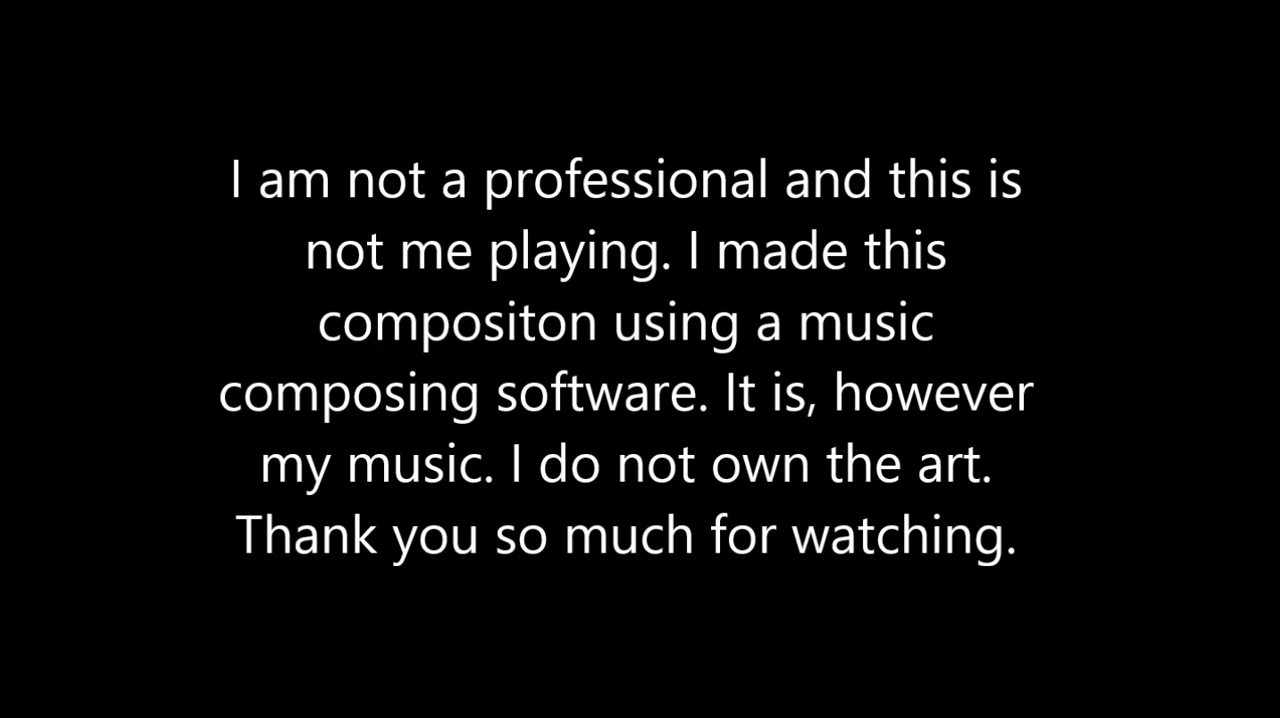 I am not a professional and this is
not me playing. I made this
compositon using a music
composing software. It is, however
my music. I do not own the art.
Thank you so much for watching.